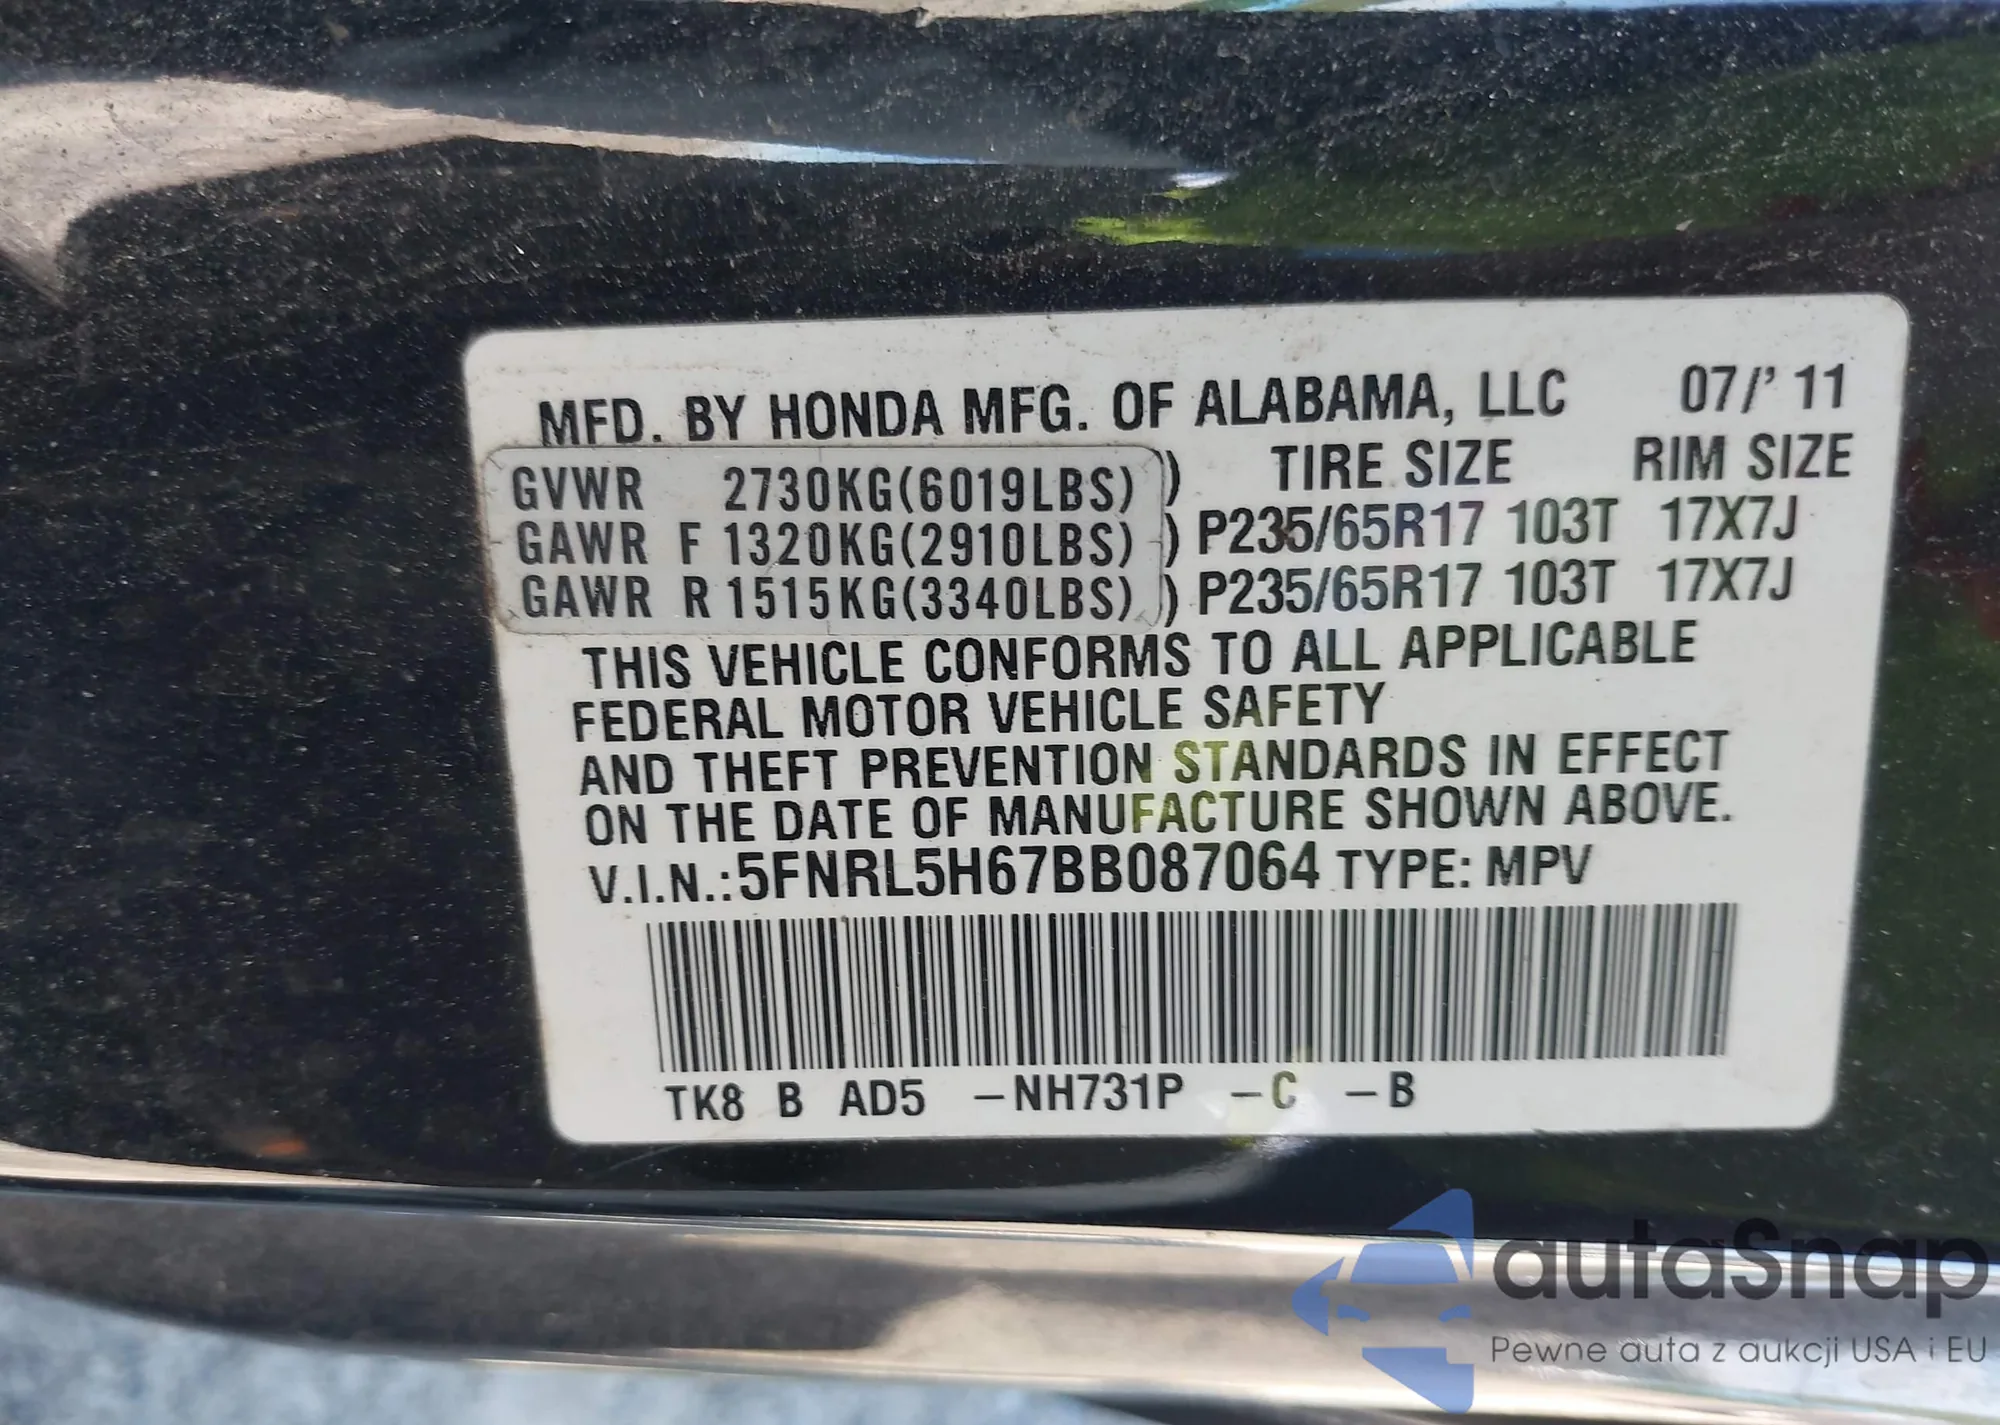 MFD. BY HONDA MFG. OF ALABAMA, LLC 07/'11
TIRE SIZE RIM SIZE
GVWR 2730KG(6019LBS) )
GAWR F 1320KG(2910LBS) ) P235/65R17 103T 17X7J
GAWR R 1515KG(3340LBS) ) P235/65R17 103T 17X7J
THIS VEHICLE CONFORMS TO ALL APPLICABLE
FEDERAL MOTOR VEHICLE SAFETY
AND THEFT PREVENTION STANDARDS IN EFFECT
ON THE DATE OF MANUFACTURE SHOWN ABOVE.
V.I.N.:5FNRL5H67BB087064 TYPE: MPV
TK8 B AD5 -NH731P -C -B
autaSnap
Pewne auta z aukcji USA i EU